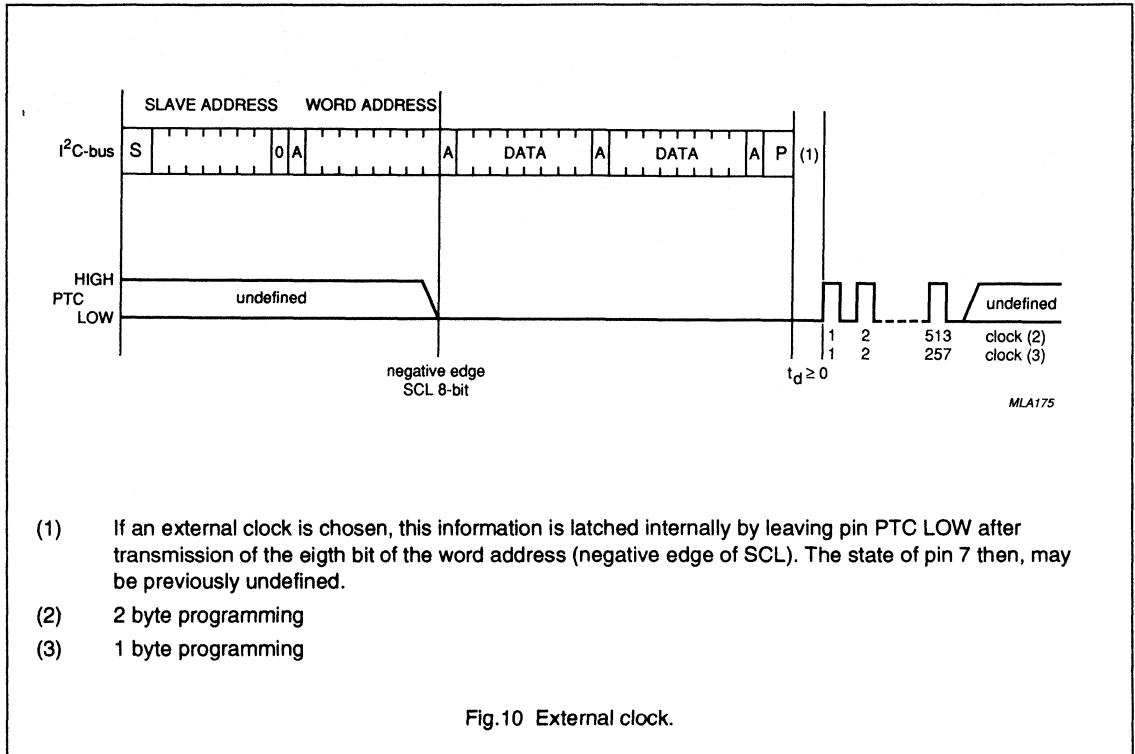 SLAVE ADDRESS WORD ADDRESS
I²C-bus S 0 A A DATA A DATA A P (1)
HIGH
PTC undefined
LOW
undefined
1 2 513 clock (2)
1 2 257 clock (3)
negative edge
SCL 8-bit
td ≥ 0
MLA175
(1) If an external clock is chosen, this information is latched internally by leaving pin PTC LOW after
transmission of the eigth bit of the word address (negative edge of SCL). The state of pin 7 then, may
be previously undefined.
(2) 2 byte programming
(3) 1 byte programming
Fig.10 External clock.